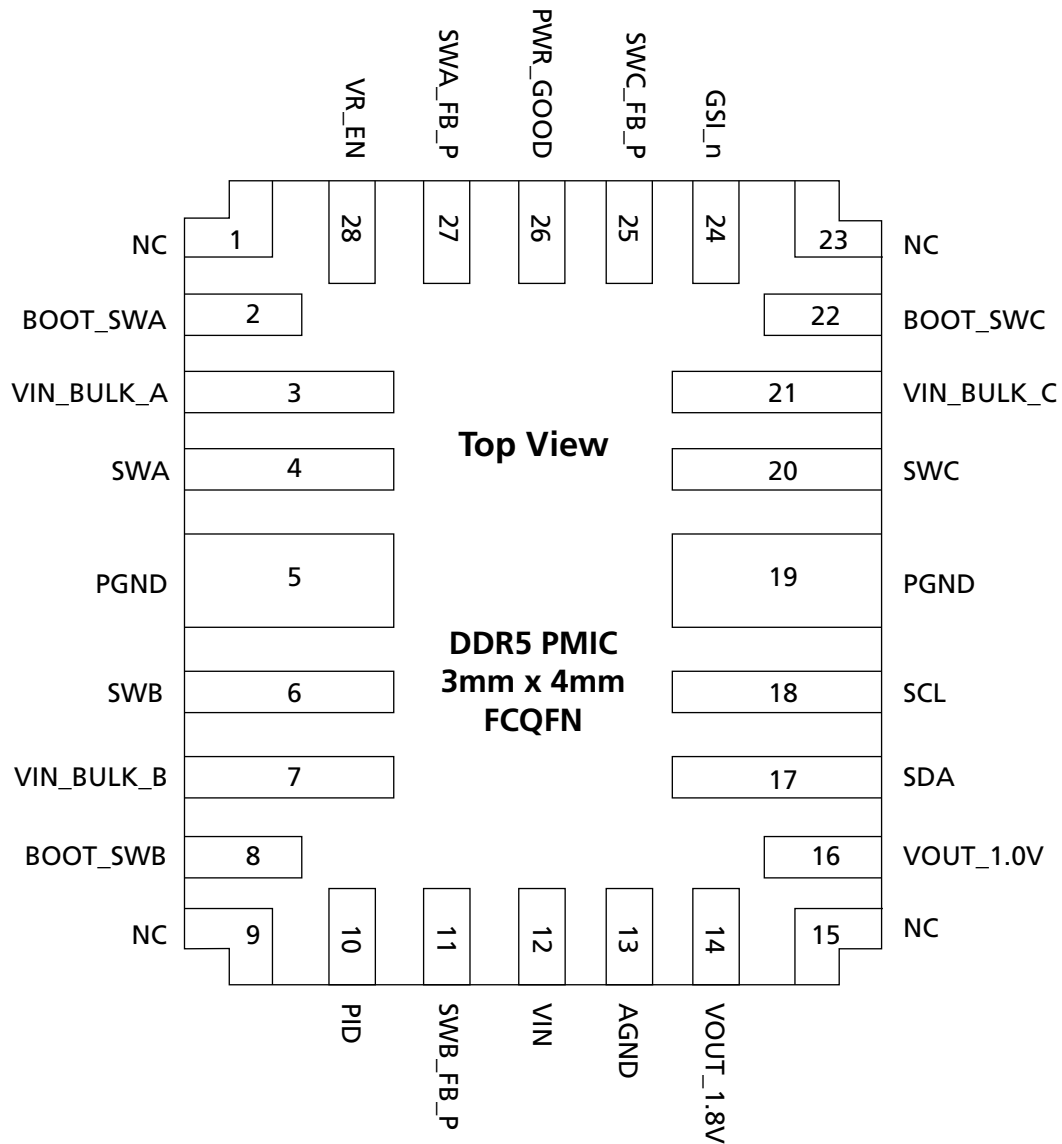 VR_EN
SWA_FB_P
PWR_GOOD
SWC_FB_P
GSI_n
28
27
26
25
24
NC
1
23
NC
BOOT_SWA
2
22
BOOT_SWC
VIN_BULK_A
3
21
VIN_BULK_C
Top View
SWA
4
20
SWC
PGND
5
19
PGND
DDR5 PMIC
3mm x 4mm
FCQFN
SWB
6
18
SCL
VIN_BULK_B
7
17
SDA
BOOT_SWB
8
16
VOUT_1.0V
NC
9
15
NC
10
11
12
13
14
PID
SWB_FB_P
VIN
AGND
VOUT_1.8V